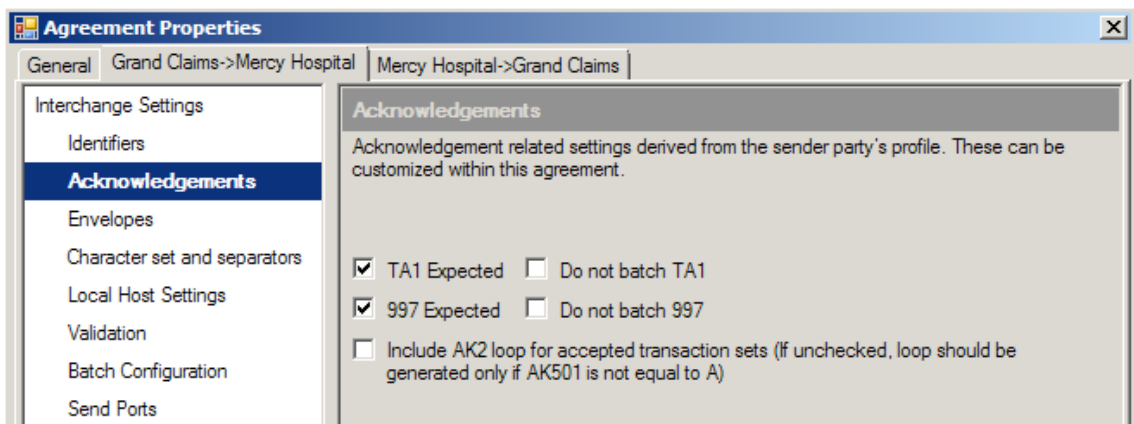 Agreement Properties
General Grand Claims->Mercy Hospital Mercy Hospital->Grand Claims
Interchange Settings
Identifiers
Acknowledgements
Envelopes
Character set and separators
Local Host Settings
Validation
Batch Configuration
Send Ports
Acknowledgements
Acknowledgement related settings derived from the sender party's profile. These can be
customized within this agreement.
TA1 Expected Do not batch TA1
997 Expected Do not batch 997
Include AK2 loop for accepted transaction sets (If unchecked, loop should be
generated only if AK501 is not equal to A)